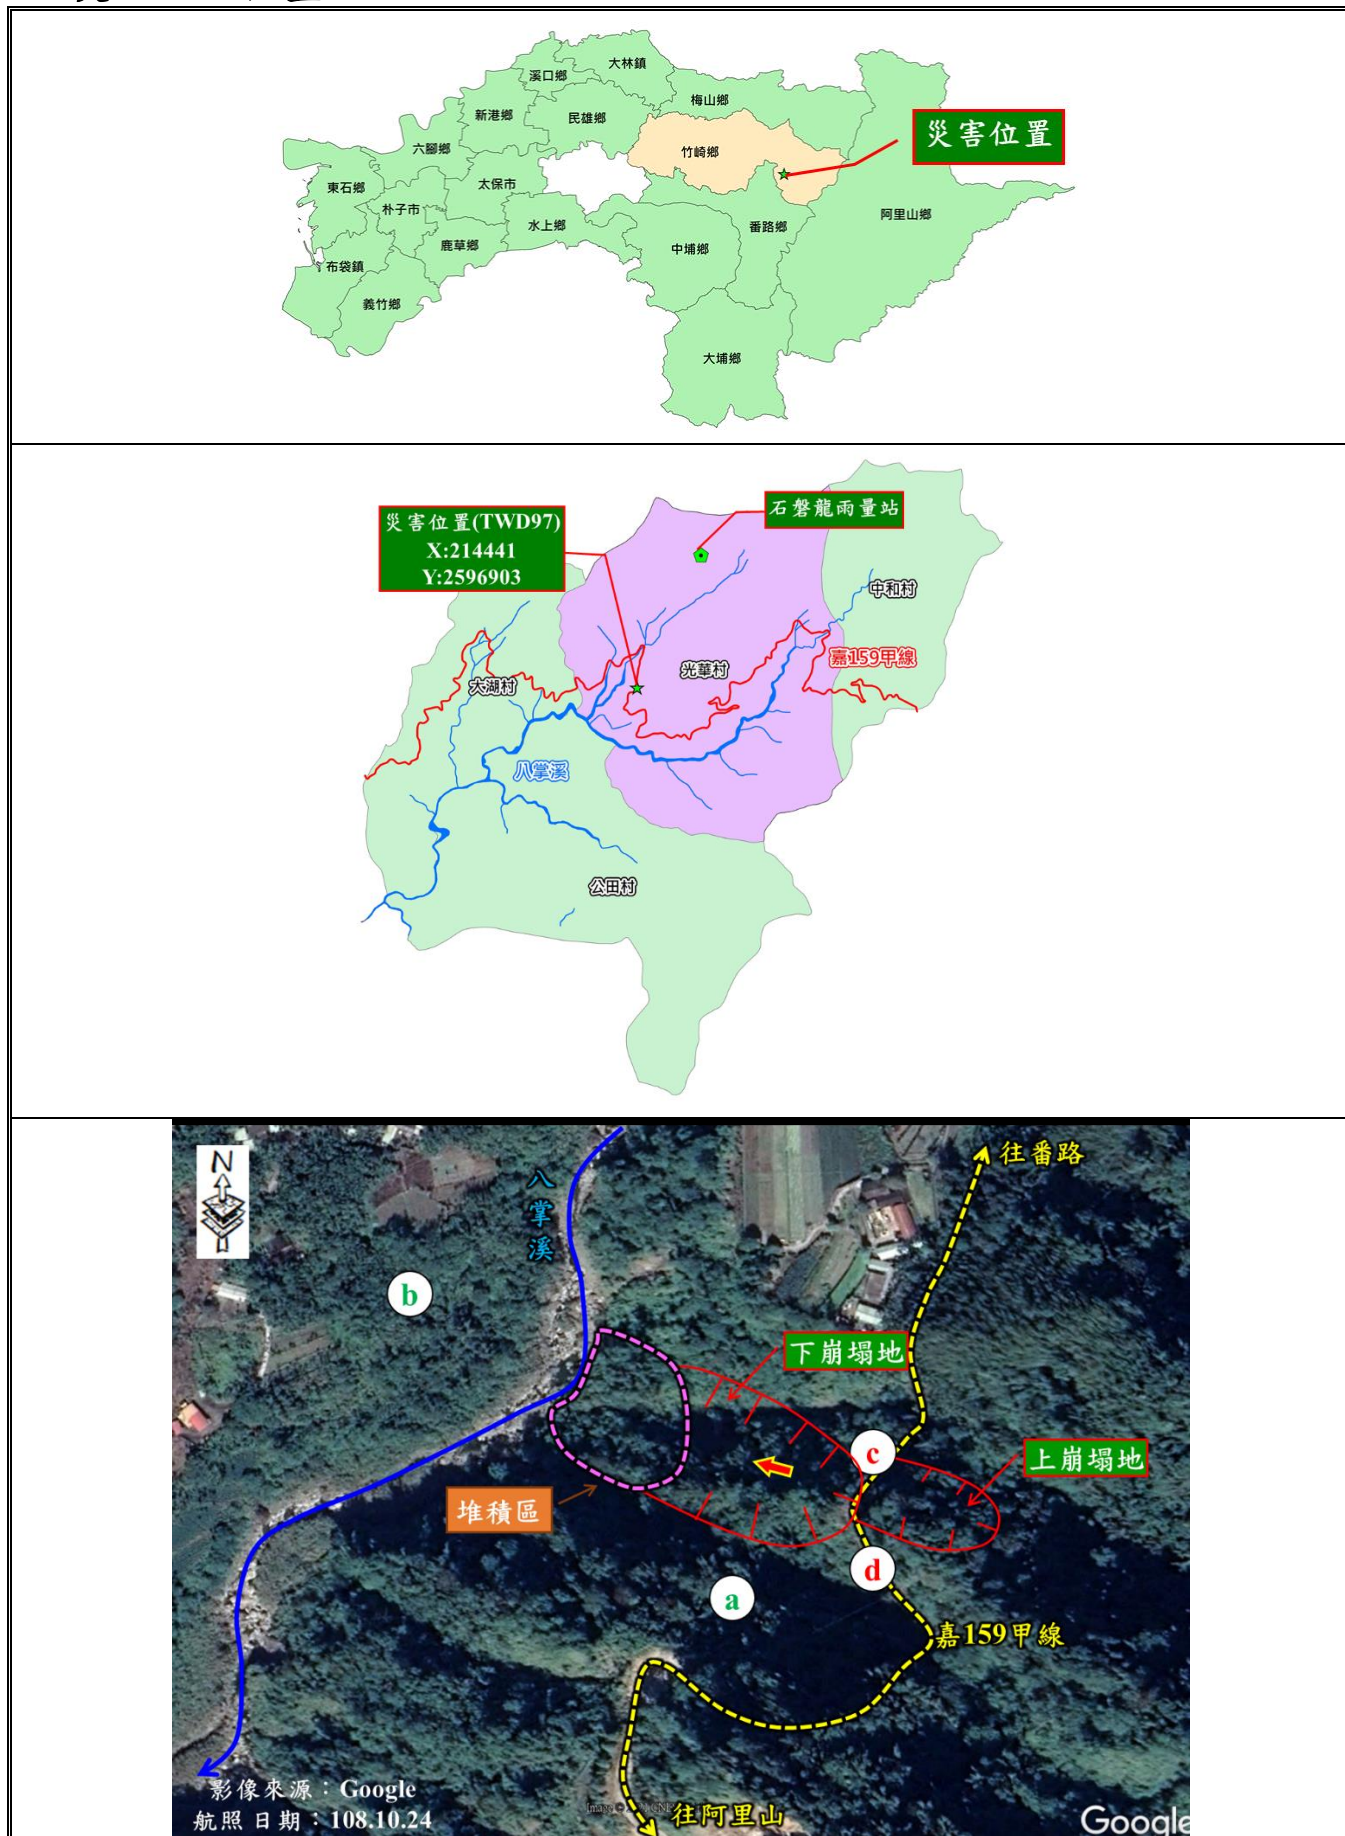 大林鎮
溪口鄉
梅山鄉
新港鄉
民雄鄉
災害位置
六腳鄉
竹崎鄉
東石鄉
太保市
朴子市
阿里山鄉
水上鄉
番路鄉
鹿草鄉
中埔鄉
布袋鎮
義竹鄉
大埔鄉
災害位置(TWD97)
X:214441
Y:2596903
石磐龍雨量站
中和村
嘉159甲線
光華村
大湖村
八掌溪
公田村
N
八掌溪
往番路
b
下崩塌地
c
上崩塌地
堆積區
d
a
嘉159甲線
影像來源：Google
航照日期：108.10.24
往阿里山
Google